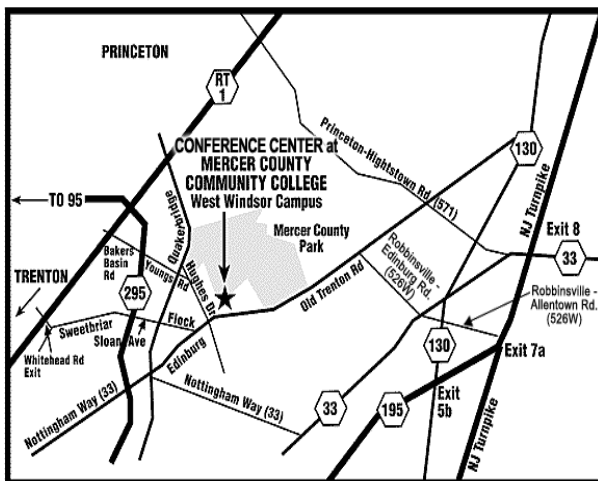 PRINCETON
RT
1
CONFERENCE CENTER at
MERCER COUNTY
COMMUNITY COLLEGE
West Windsor Campus
Princeton-Hightstown Rd. (571)
130
NJ Turnpike
TO 95
Quakerbridge
Mercer County
Park
Exit 8
33
Bakers
Basin
Rd
Youngs Rd
Hughes Dr.
Old Trenton Rd
Robbinsville -
Edinburg Rd.
(526W)
Robbinsville -
Allentown Rd.
(526W)
TRENTON
295
Sweetbriar
Sloan Ave
Flock
Whitehead Rd
Exit
Edinburg
130
Exit 7a
Nottingham Way (33)
Nottingham Way (33)
33
195
Exit
5b
NJ Turnpike